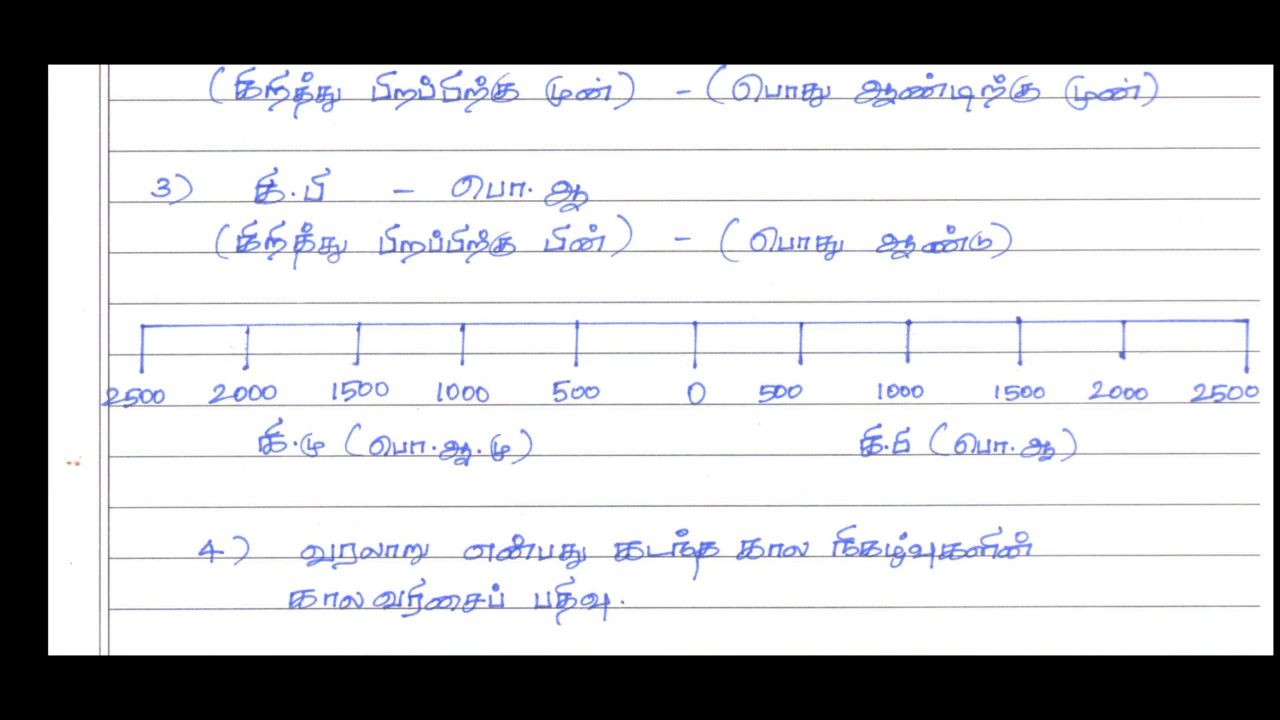 (கிறித்து பிறப்பிற்கு முன்) - (பொது ஆண்டிற்கு முன்)
3) கி.பி - பொ.ஆ
(கிறித்து பிறப்பிற்கு பின்) - (பொது ஆண்டு)
2500 2000 1500 1000 500 0 500 1000 1500 2000 2500
கி.மு (பொ.ஆ.மு) கி.பி (பொ.ஆ)
4) வரலாறு என்பது கடந்த கால நிகழ்வுகளின்
காலவரிசைப் பதிவு.